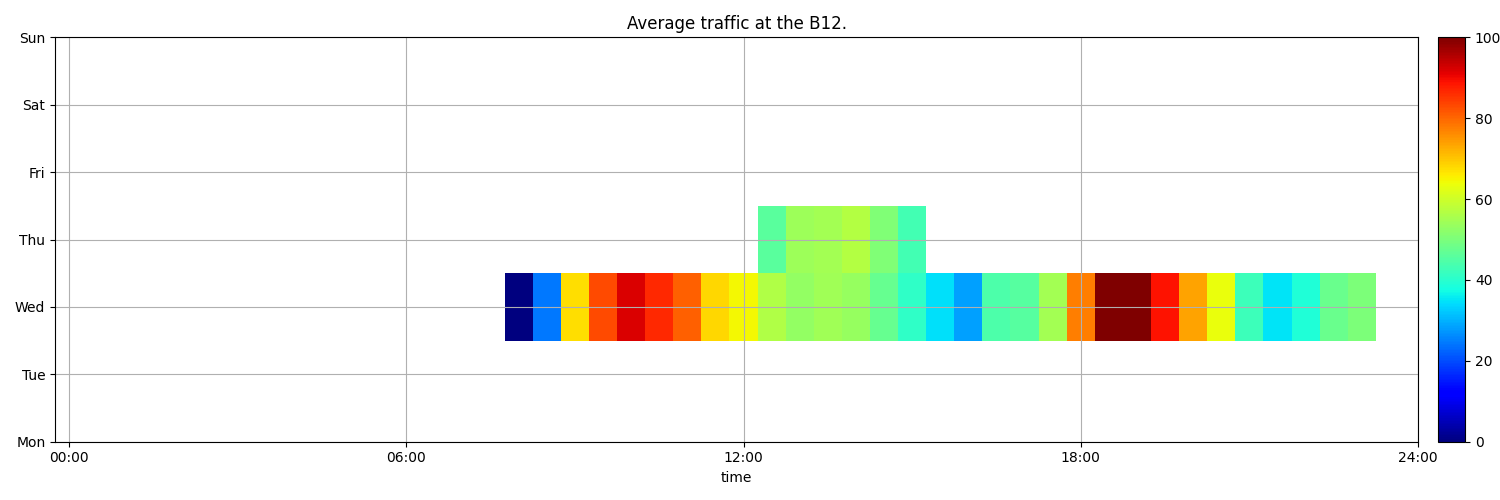 Average traffic at the B12.
Sun
Sat
Fri
Thu
Wed
Tue
Mon
00:00 06:00 12:00 18:00 24:00
time
100
80
60
40
20
0